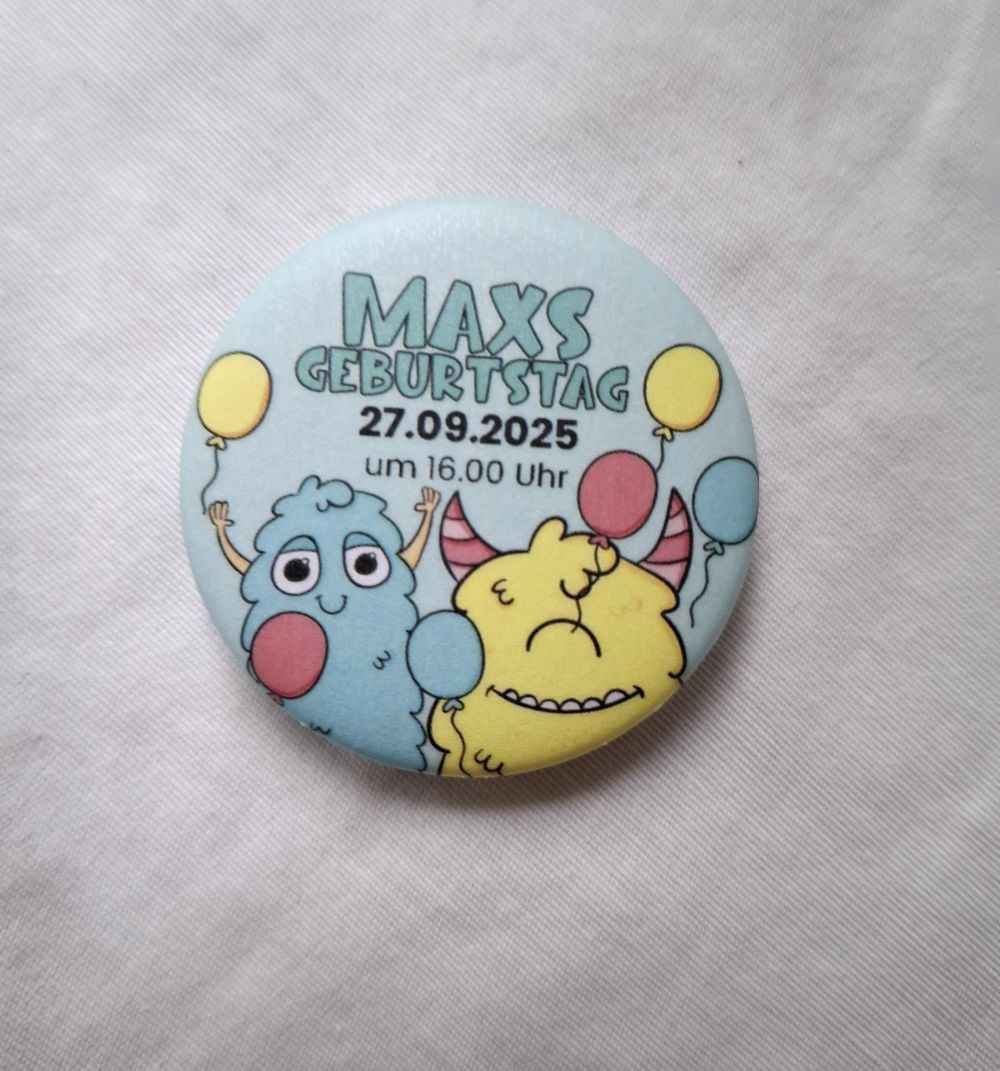 MAXS
GEBURTSTAG
27.09.2025
um 16.00 Uhr